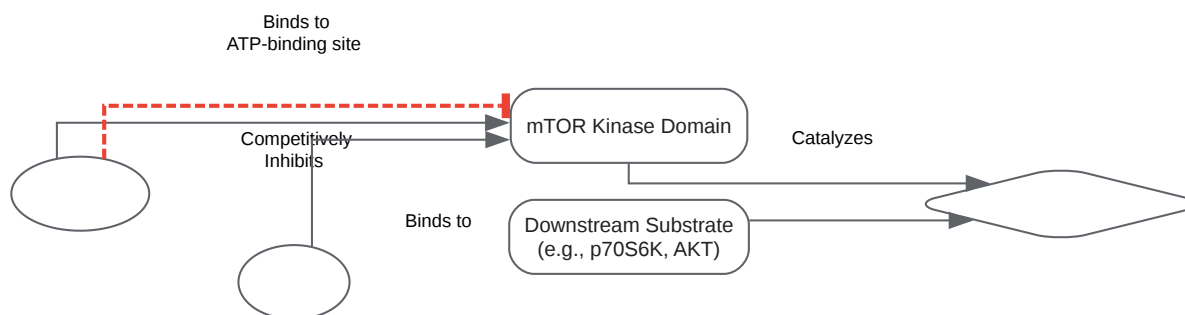 Binds to
ATP-binding site
mTOR Kinase Domain
Competitively
Inhibits
Catalyzes
Binds to
Downstream Substrate
(e.g., p70S6K, AKT)